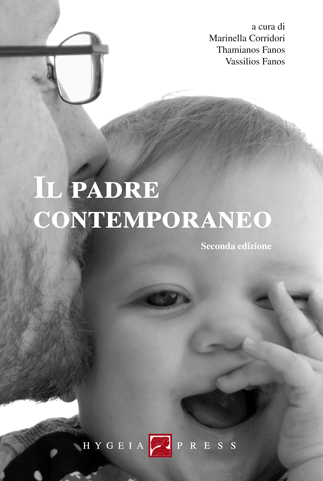 a cura di
Marinella Corridori
Thamianos Fanos
Vassilios Fanos
IL PADRE
CONTEMPORANEO
Seconda edizione
HYGEIA PRESS